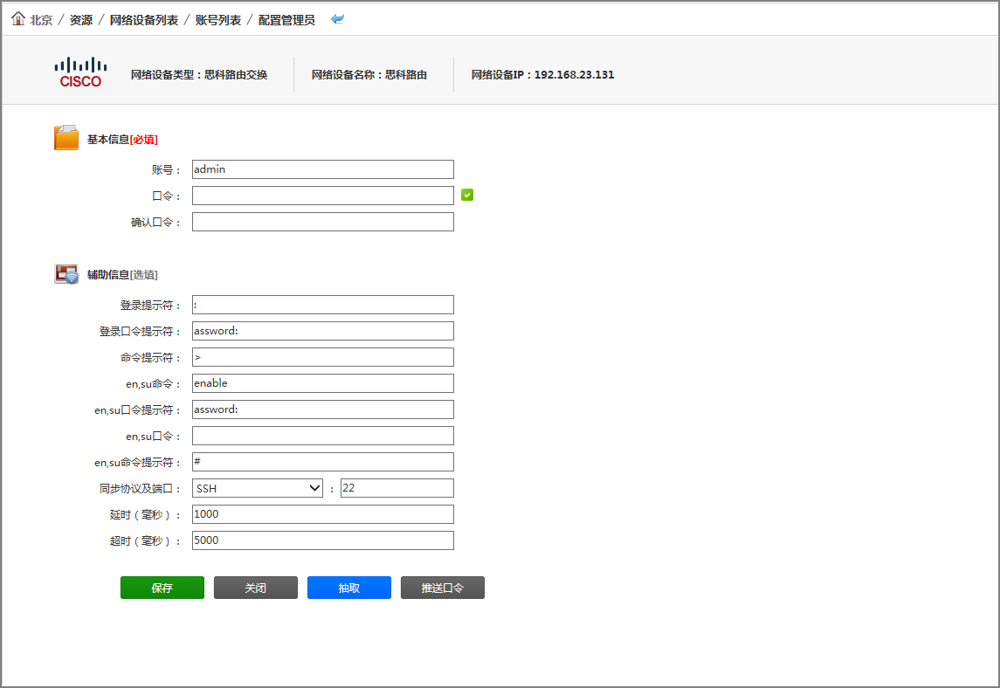 北京 / 资源 / 网络设备列表 / 账号列表 / 配置管理员
CISCO 网络设备类型：思科路由交换 网络设备名称：思科路由 网络设备IP：192.168.23.131
基本信息[必填]
账号： admin
口令：
确认口令：
辅助信息[选填]
登录提示符： :
登录口令提示符： assword:
命令提示符： >
en,su命令： enable
en,su口令提示符： assword:
en,su口令：
en,su命令提示符： #
同步协议及端口： SSH : 22
延时（毫秒）： 1000
超时（毫秒）： 5000
保存 关闭 抽取 推送口令